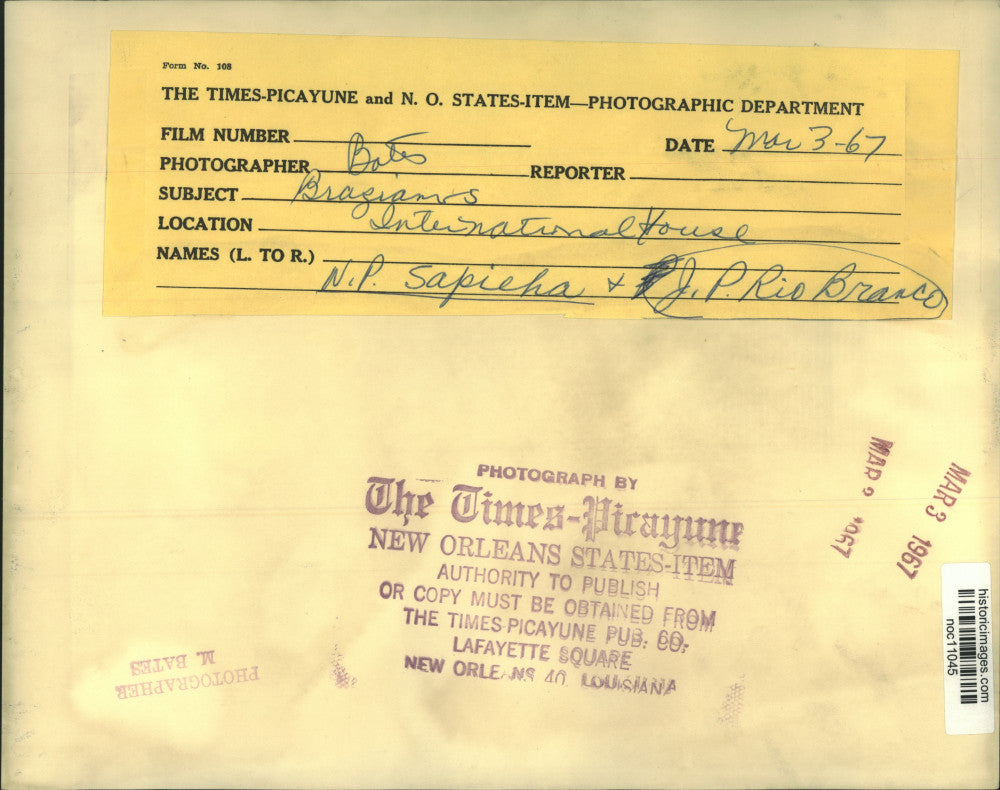 Form No. 108
THE TIMES-PICAYUNE and N. O. STATES-ITEM—PHOTOGRAPHIC DEPARTMENT
FILM NUMBER
DATE Mar 3-67
PHOTOGRAPHER Bates
REPORTER
SUBJECT Brazians
LOCATION International House
NAMES (L. TO R.)
N.P. Sapieha + J. P. Rio Branco
PHOTOGRAPH BY
The Times-Picayune
NEW ORLEANS STATES-ITEM
AUTHORITY TO PUBLISH
OR COPY MUST BE OBTAINED FROM
THE TIMES-PICAYUNE PUB. CO.
LAFAYETTE SQUARE
NEW ORLEANS 40, LOUISIANA
MAR 1967
MAR 3 1967
PHOTOGRAPHER
M. BATES
historicimages.com
noc11045